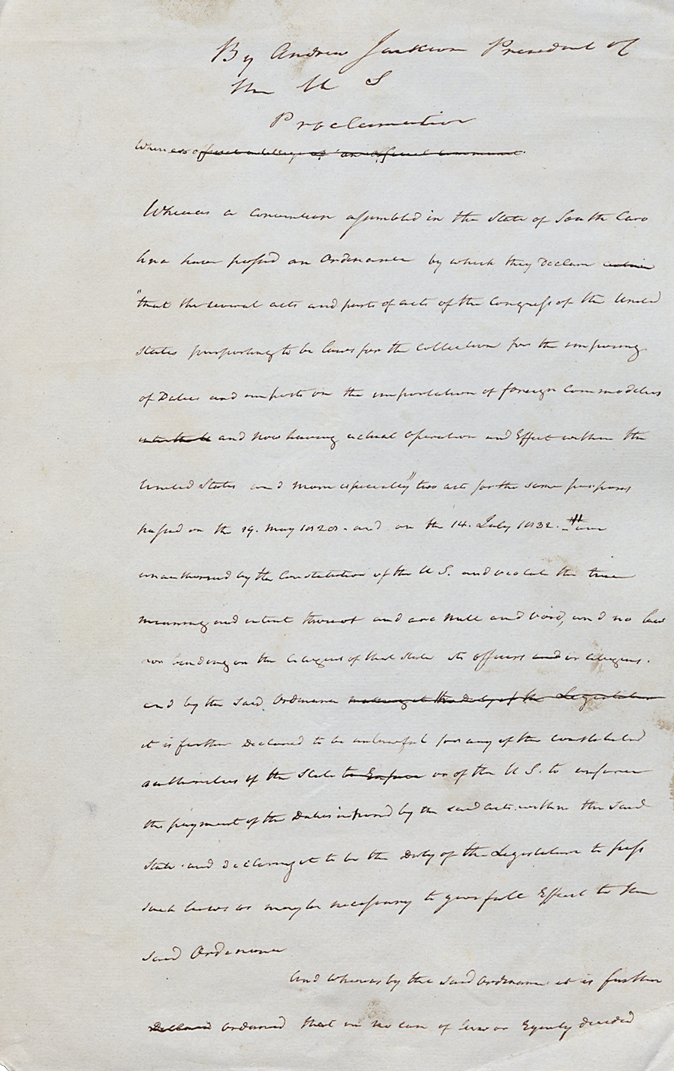 By Andrew Jackson President of
the U S
Proclamation
Whereas official
Whereas a Convention assembled in the State of South Caro
lina have passed an Ordinance by which they Declare
"that the several acts and parts of acts of the Congress of the United
States purporting to be laws for the collection for the imposing
of Duties and imposts on the importation of foreign Commodities
and now having actual Operation and Effect within the
United States and more especially" two acts for the same purposes
passed on the 19. May 1828. and on the 14. July 1832.
unauthorised by the Constitution of the U S. and violate the true
meaning and intent thereof and are Null and Void, and no law
nor binding on the Citizens of that State its officers and or Citizens.
and by the said Ordinance making it the duty of the Legislature
it is further Declared to be unlawful for any of the constituted
authorities of the State to Enforce or of the U S. to enforce
the payment of the Duties imposed by the said acts within the said
State and declaring it to be the Duty of the Legislature to pass
such laws as may be necessary to give full Effect to the
said Ordinance
And whereas by the said Ordinance it is further
Declared ordained that in no case of Law or Equity decided